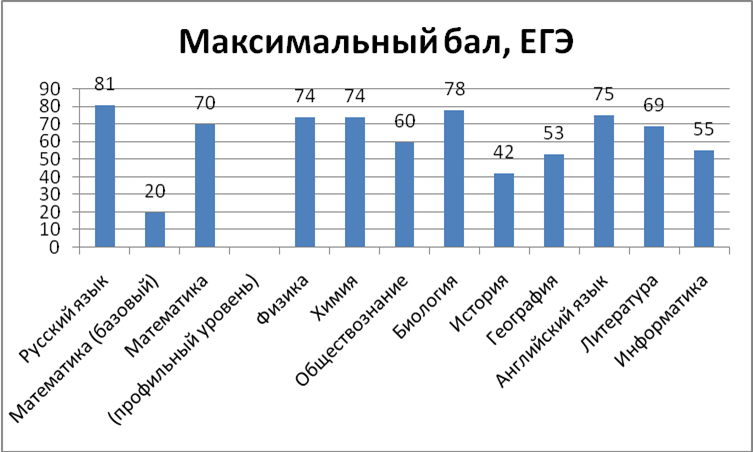 Максимальный бал, ЕГЭ
90
80
70
60
50
40
30
20
10
0
81
20
70
74
74
60
78
42
53
75
69
55
Русский язык
Математика (базовый)
Математика
(профильный уровень)
Физика
Химия
Обществознание
Биология
История
География
Английский язык
Литература
Информатика